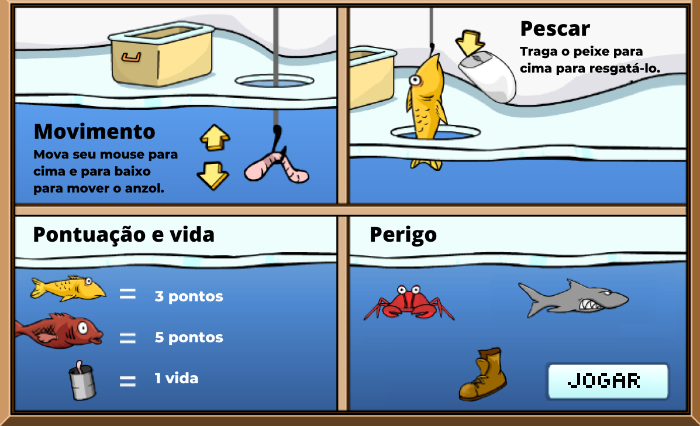 Movimento
Mova seu mouse para
cima e para baixo
para mover o anzol.
Pescar
Traga o peixe para
cima para resgatá-lo.
Pontuação e vida
= 3 pontos
= 5 pontos
= 1 vida
Perigo
JOGAR